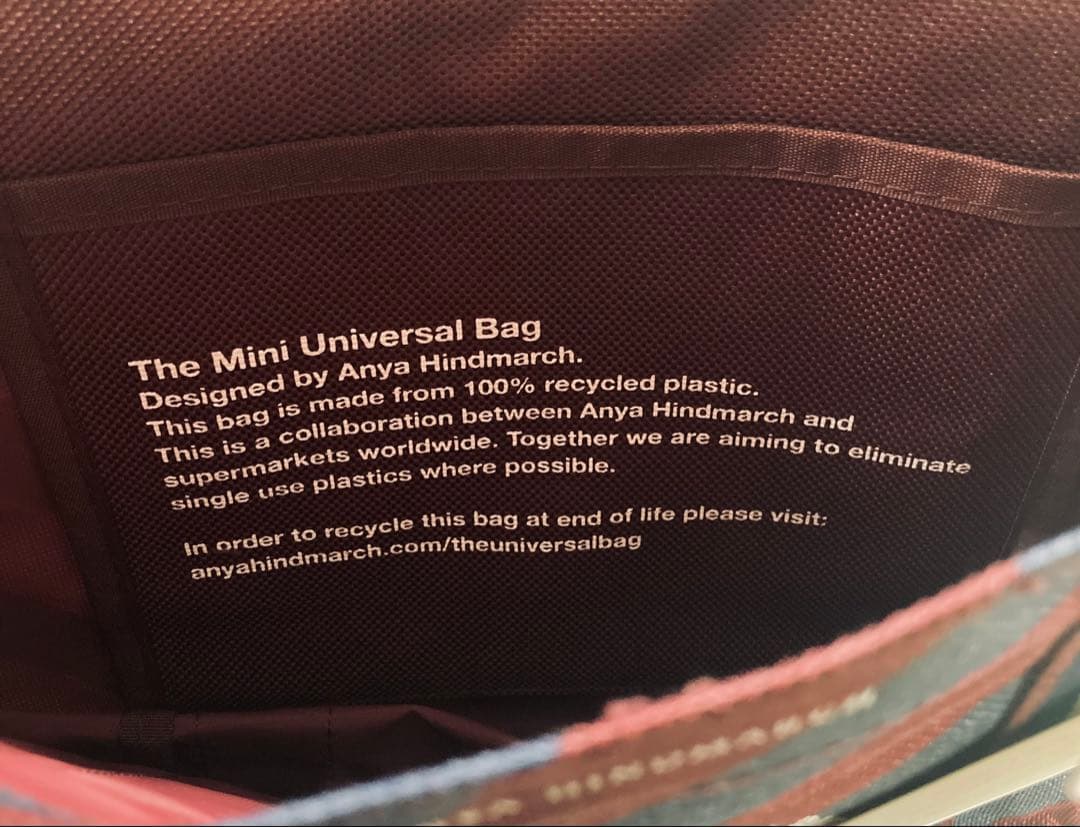 The Mini Universal Bag
Designed by Anya Hindmarch.
This bag is made from 100% recycled plastic.
This is a collaboration between Anya Hindmarch and
supermarkets worldwide. Together we are aiming to eliminate
single use plastics where possible.
In order to recycle this bag at end of life please visit:
anyahindmarch.com/theuniversalbag
HINDMARCH